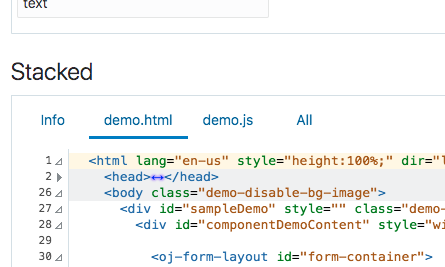 text
Stacked
Info demo.html demo.js All
1 <html lang="en-us" style="height:100%;" dir="
2 <head>↔</head>
26 <body class="demo-disable-bg-image">
27 <div id="sampleDemo" style="" class="demo-
28 <div id="componentDemoContent" style="wi
29
30 <oj-form-layout id="form-container">